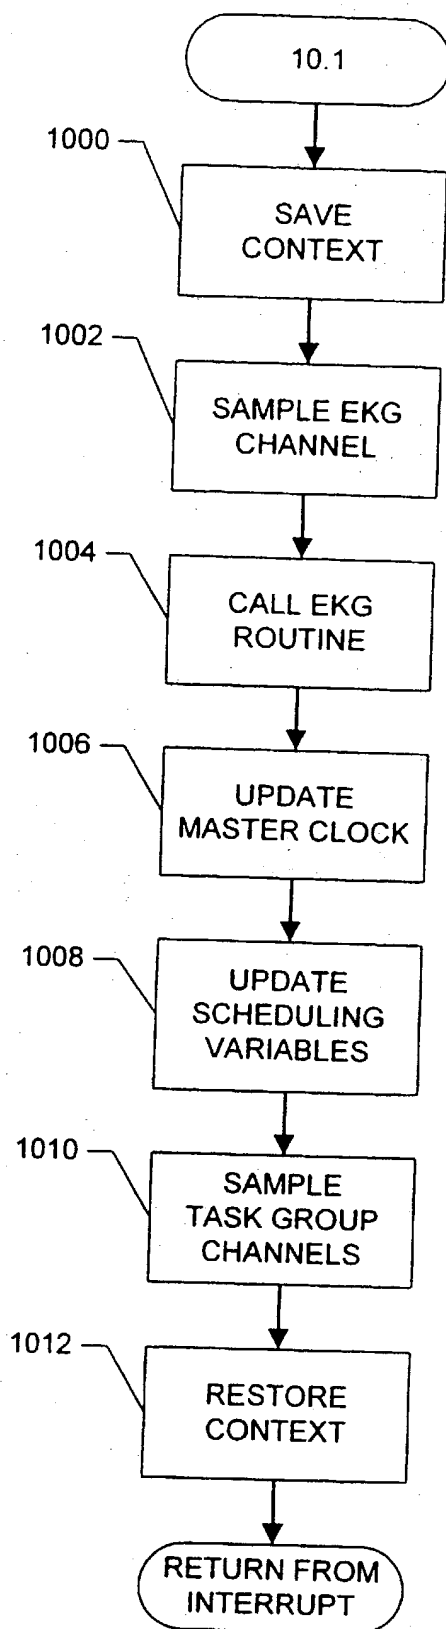 10.1
1000
SAVE
CONTEXT
1002
SAMPLE EKG
CHANNEL
1004
CALL EKG
ROUTINE
1006
UPDATE
MASTER CLOCK
1008
UPDATE
SCHEDULING
VARIABLES
1010
SAMPLE
TASK GROUP
CHANNELS
1012
RESTORE
CONTEXT
RETURN FROM
INTERRUPT